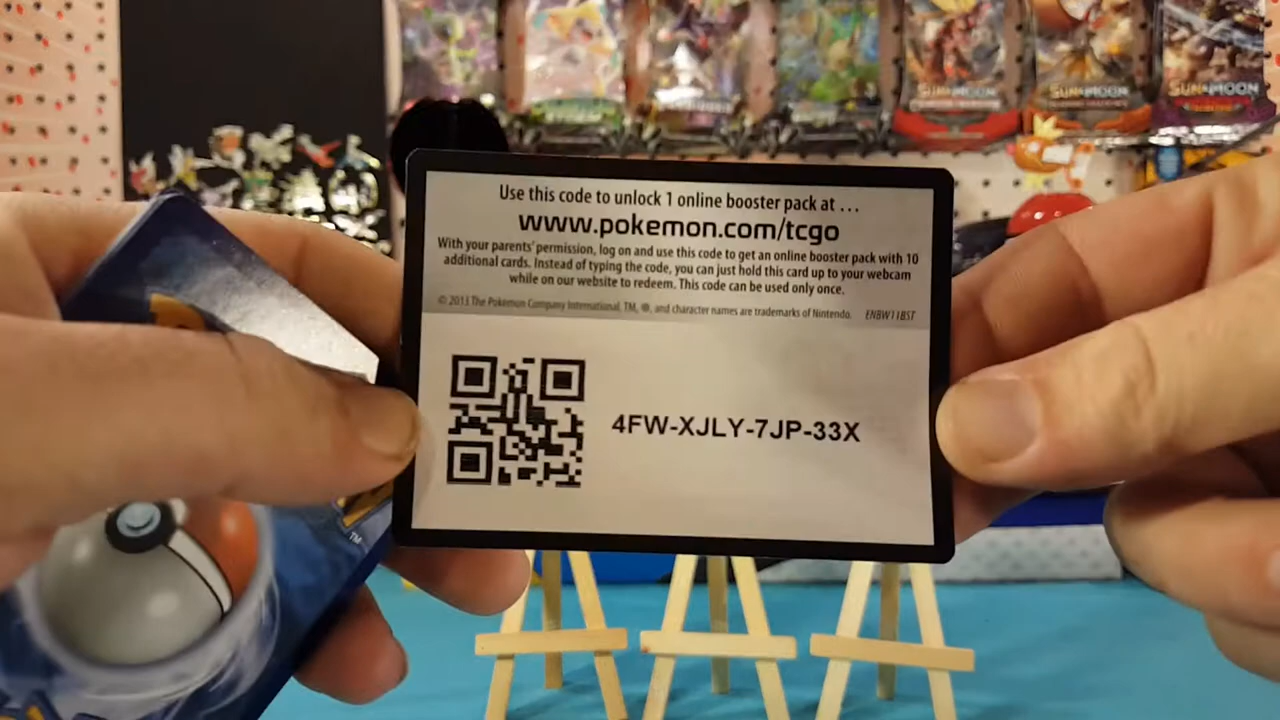 SUN & MOON
SUN & MOON
SUN & MOON
Use this code to unlock 1 online booster pack at ...
www.pokemon.com/tcgo
With your parents' permission, log on and use this code to get an online booster pack with 10
additional cards. Instead of typing the code, you can just hold this card up to your webcam
while on our website to redeem. This code can be used only once.
© 2013 The Pokémon Company International. TM, ®, and character names are trademarks of Nintendo. ENBW11BST
4FW-XJLY-7JP-33X
TM